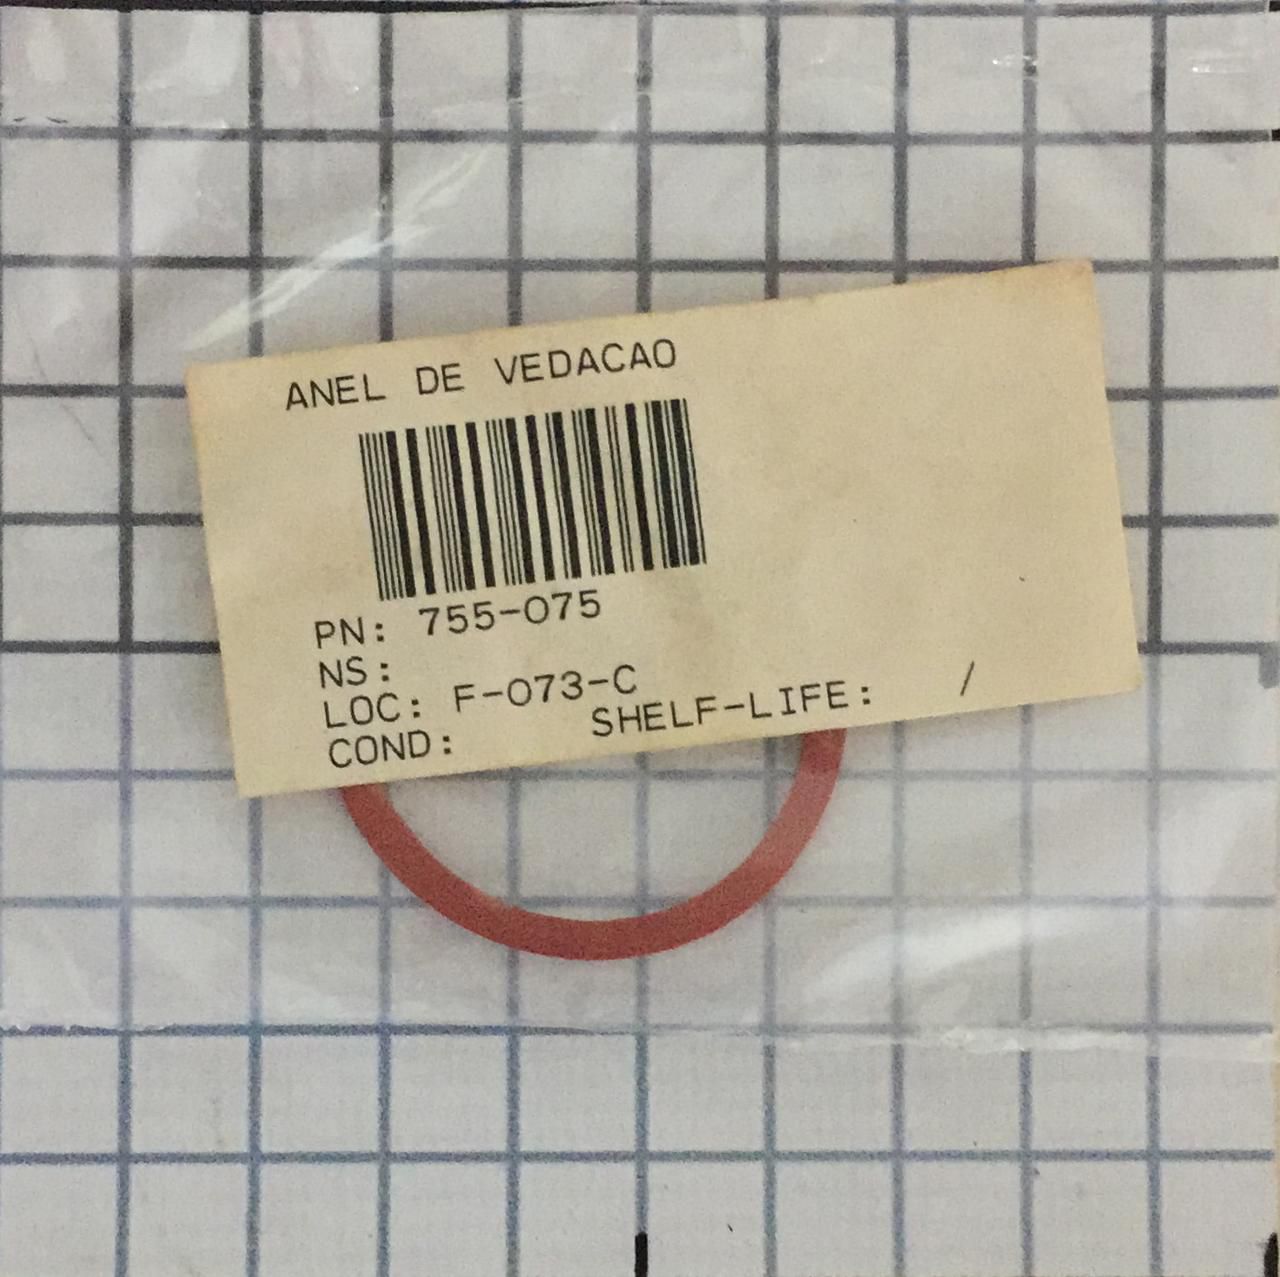 ANEL DE VEDACAO
PN: 755-075
NS:
LOC: F-073-C
COND: SHELF-LIFE: /